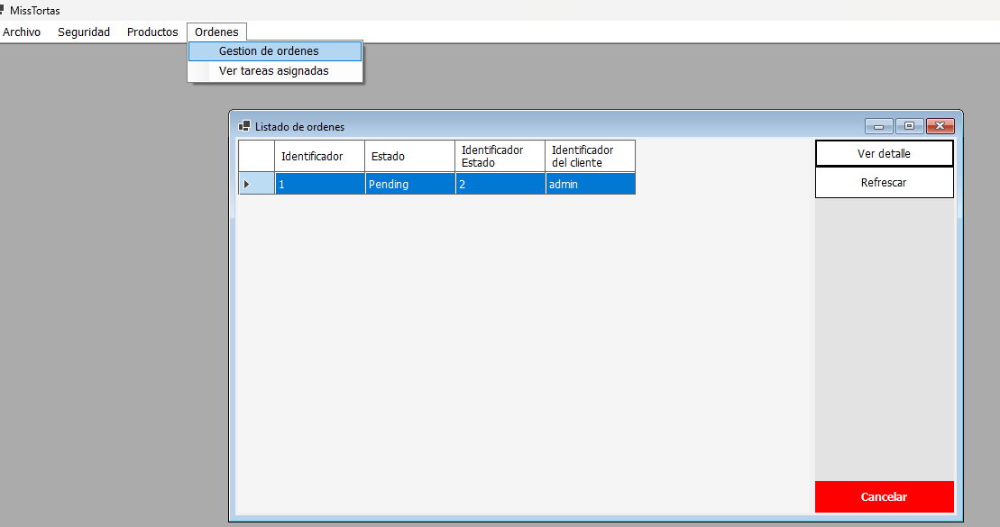 MissTortas
Archivo Seguridad Productos Ordenes
Gestion de ordenes
Ver tareas asignadas
Listado de ordenes
Identificador Estado Identificador Estado Identificador del cliente
1 Pending 2 admin
Ver detalle
Refrescar
Cancelar